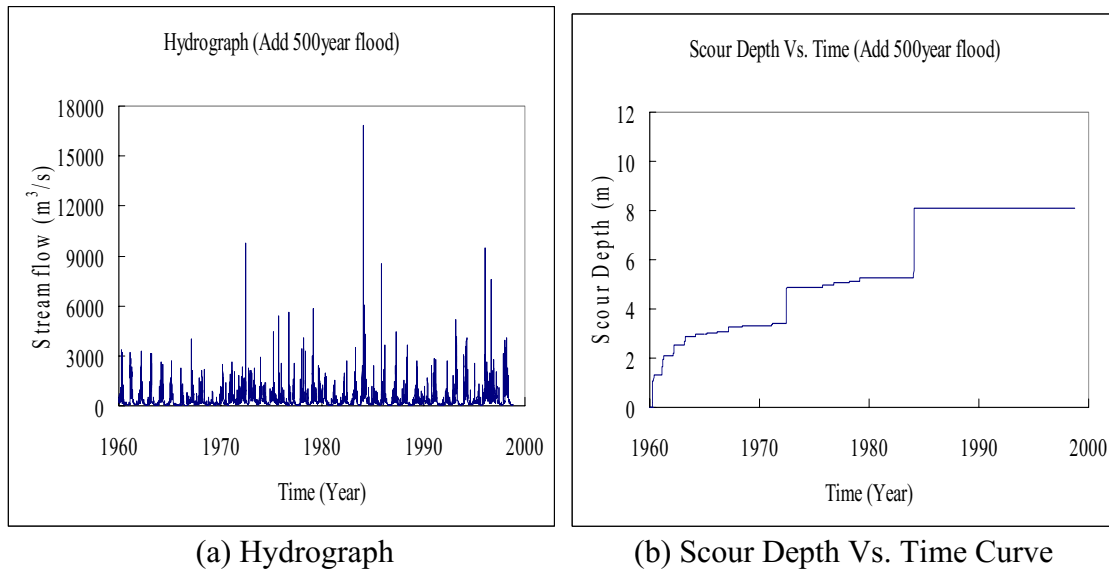 Hydrograph (Add 500year flood)
Streamflow (m³/s)
18000
15000
12000
9000
6000
3000
0
1960 1970 1980 1990 2000
Time (Year)
(a) Hydrograph
Scour Depth Vs. Time (Add 500year flood)
Scour Depth (m)
12
10
8
6
4
2
0
1960 1970 1980 1990 2000
Time (Year)
(b) Scour Depth Vs. Time Curve